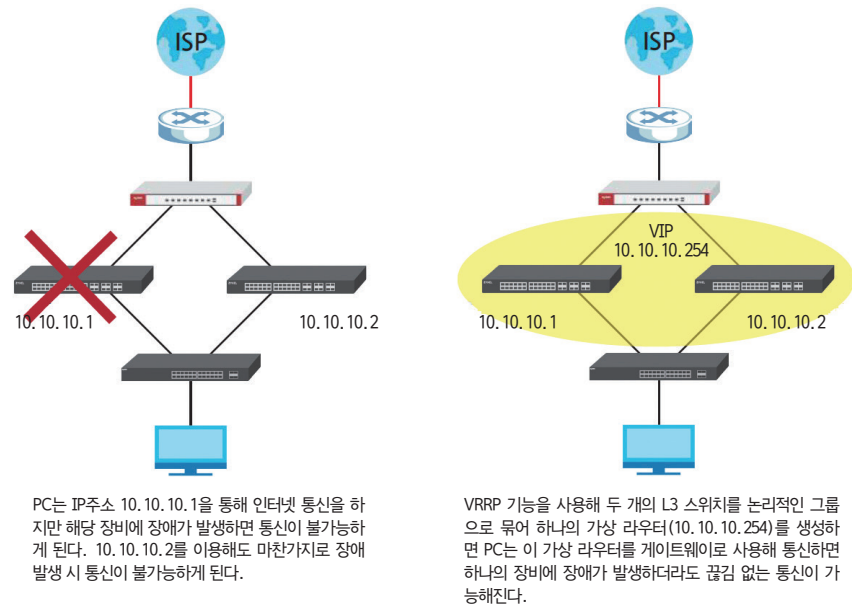 ISP
10.10.10.1
10.10.10.2
PC는 IP주소 10.10.10.1을 통해 인터넷 통신을 하
지만 해당 장비에 장애가 발생하면 통신이 불가능하
게 된다. 10.10.10.2를 이용해도 마찬가지로 장애
발생 시 통신이 불가능하게 된다.
ISP
VIP
10.10.10.254
10.10.10.1
10.10.10.2
VRRP 기능을 사용해 두 개의 L3 스위치를 논리적인 그룹
으로 묶어 하나의 가상 라우터(10.10.10.254)를 생성하
면 PC는 이 가상 라우터를 게이트웨이로 사용해 통신하면
하나의 장비에 장애가 발생하더라도 끊김 없는 통신이 가
능해진다.